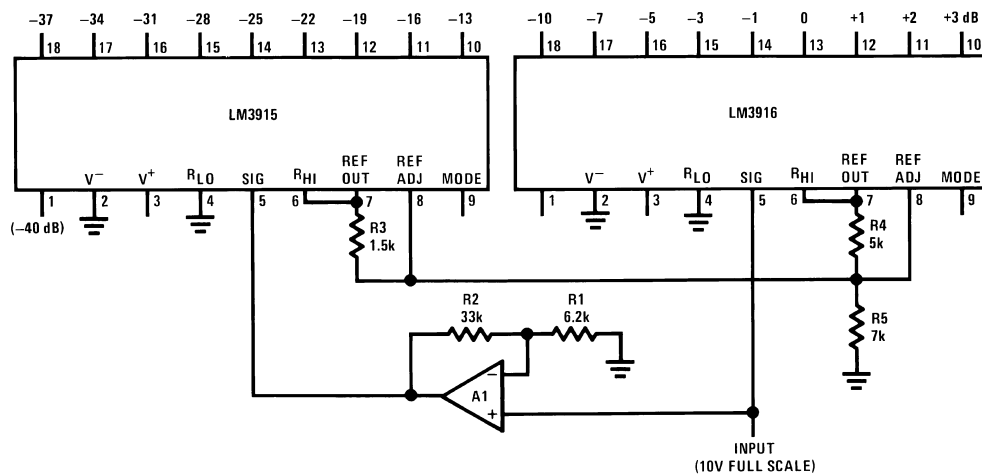 −37 −34 −31 −28 −25 −22 −19 −16 −13 −10 −7 −5 −3 −1 0 +1 +2 +3 dB
18 17 16 15 14 13 12 11 10 18 17 16 15 14 13 12 11 10
LM3915 LM3916
V− V+ RLO SIG RHI REF OUT REF ADJ MODE V− V+ RLO SIG RHI REF OUT REF ADJ MODE
1 2 3 4 5 6 7 8 9 1 2 3 4 5 6 7 8 9
(−40 dB)
R3
1.5k
R4
5k
R2
33k
R1
6.2k
R5
7k
−
A1
+
INPUT
(10V FULL SCALE)